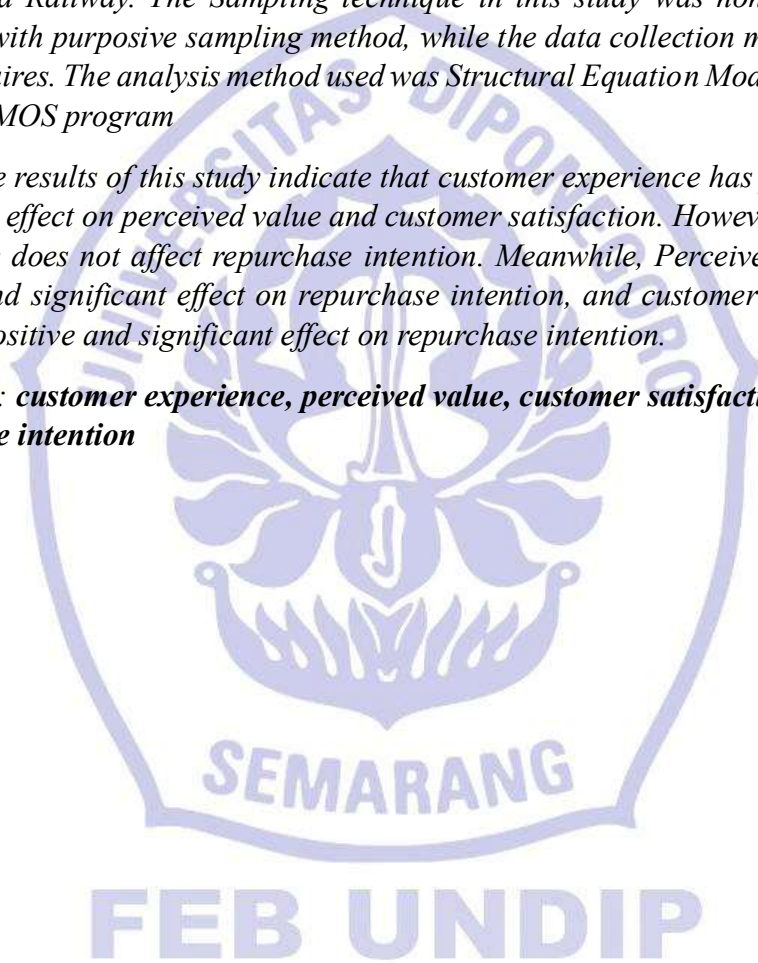 a Railway. The Sampling technique in this study was non
with purposive sampling method, while the data collection m
ires. The analysis method used was Structural Equation Mod
MOS program
e results of this study indicate that customer experience has
effect on perceived value and customer satisfaction. Howev
does not affect repurchase intention. Meanwhile, Perceive
nd significant effect on repurchase intention, and customer
ositive and significant effect on repurchase intention.
: customer experience, perceived value, customer satisfacti
e intention
UNIVERSITAS DIPONEGORO
SEMARANG
FEB UNDIP